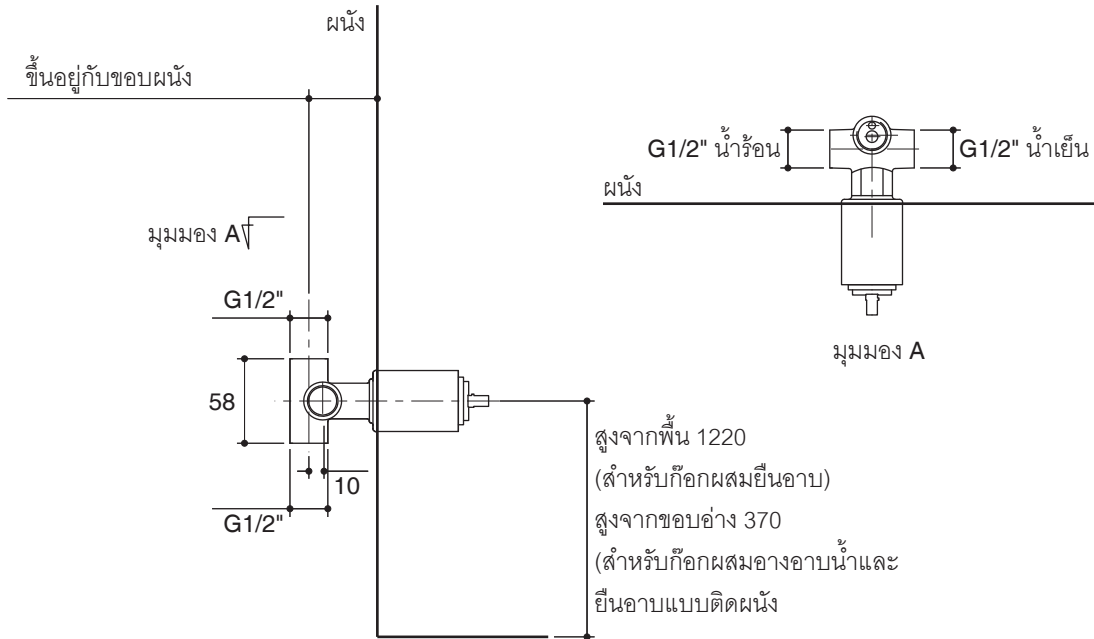 ผนัง
ขึ้นอยู่กับขอบผนัง
G1/2" น้ำร้อน
G1/2" น้ำเย็น
ผนัง
มุมมอง A
G1/2"
มุมมอง A
58
10
G1/2"
สูงจากพื้น 1220
(สำหรับก๊อกผสมยืนอาบ)
สูงจากขอบอ่าง 370
(สำหรับก๊อกผสมอางอาบน้ำและ
ยืนอาบแบบติดผนัง